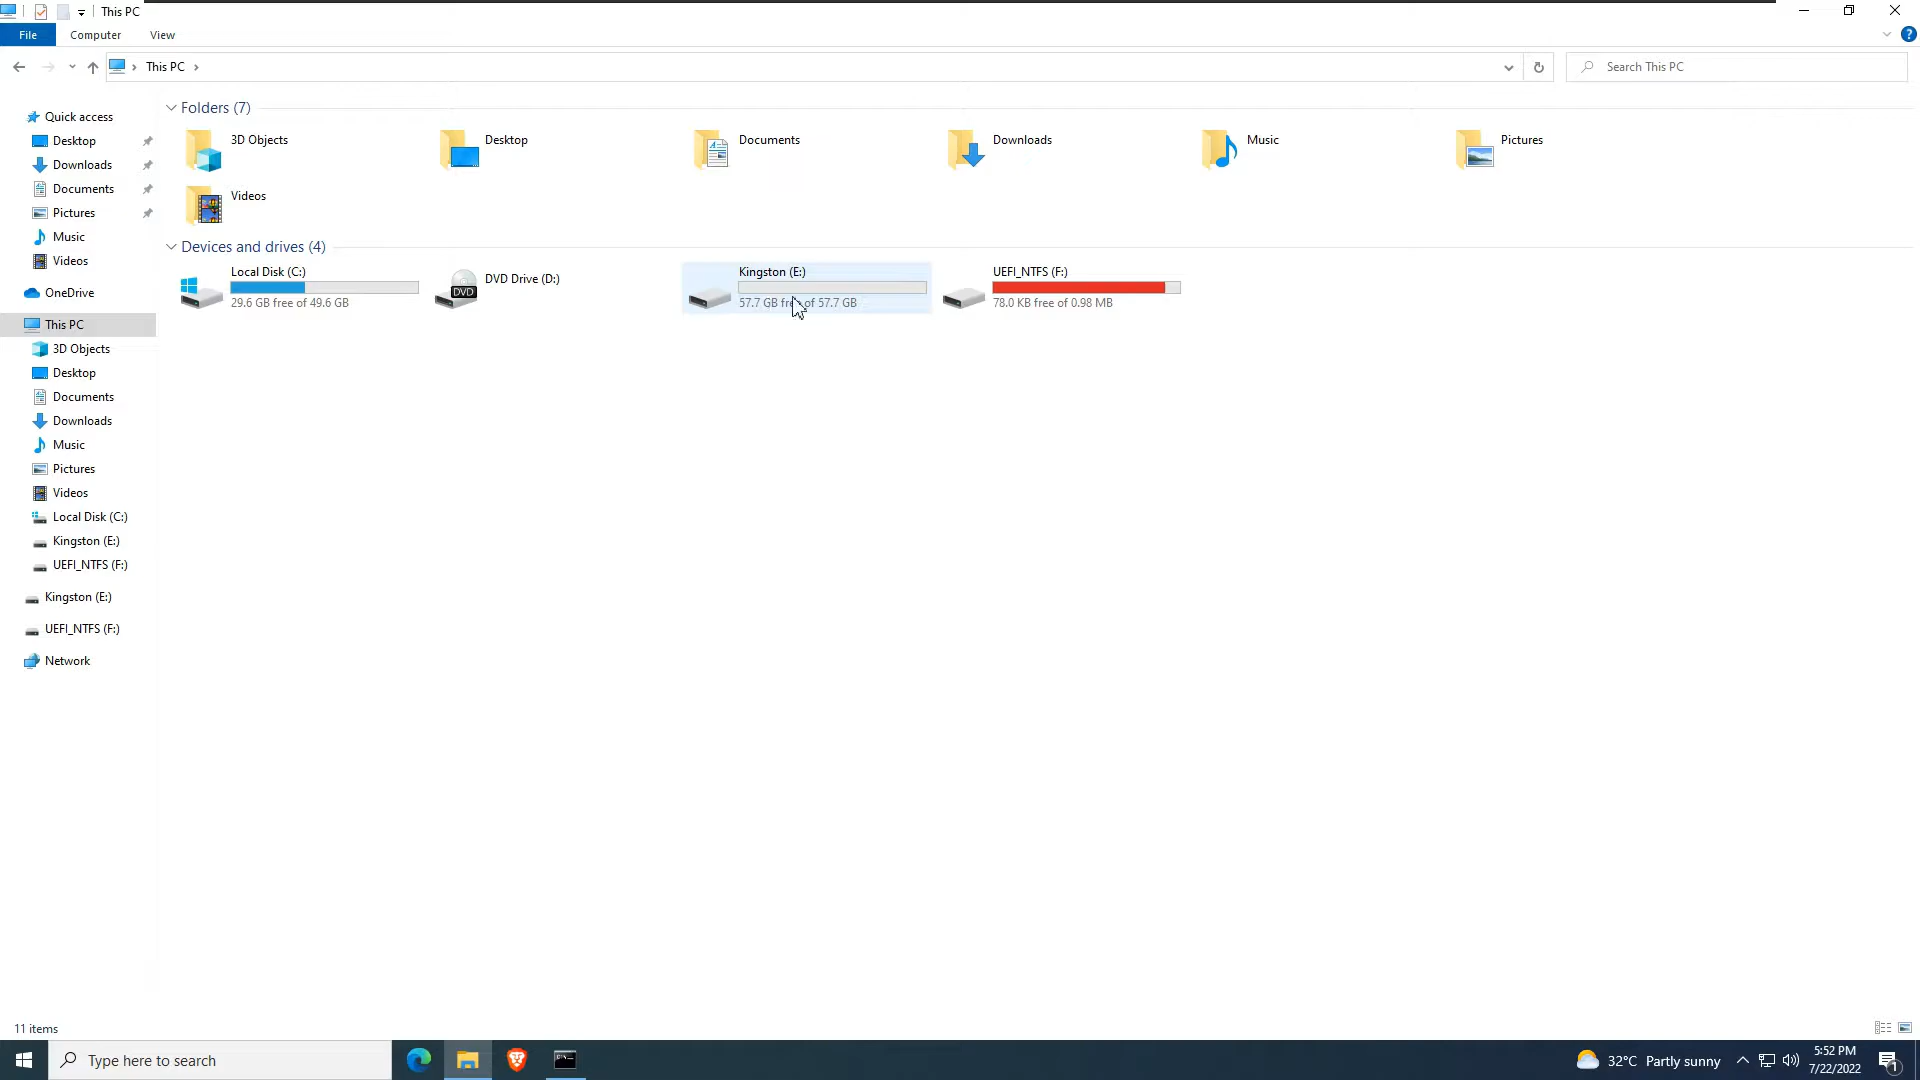 This PC
File Computer View
This PC
Search This PC
Quick access
Desktop
Downloads
Documents
Pictures
Music
Videos
OneDrive
This PC
3D Objects
Desktop
Documents
Downloads
Music
Pictures
Videos
Local Disk (C:)
Kingston (E:)
UEFI_NTFS (F:)
Kingston (E:)
UEFI_NTFS (F:)
Network
Folders (7)
3D Objects Desktop Documents Downloads Music Pictures
Videos
Devices and drives (4)
Local Disk (C:)
29.6 GB free of 49.6 GB
DVD
DVD Drive (D:)
Kingston (E:)
57.7 GB free of 57.7 GB
UEFI_NTFS (F:)
78.0 KB free of 0.98 MB
11 items
Type here to search
32°C Partly sunny
5:52 PM
7/22/2022
1